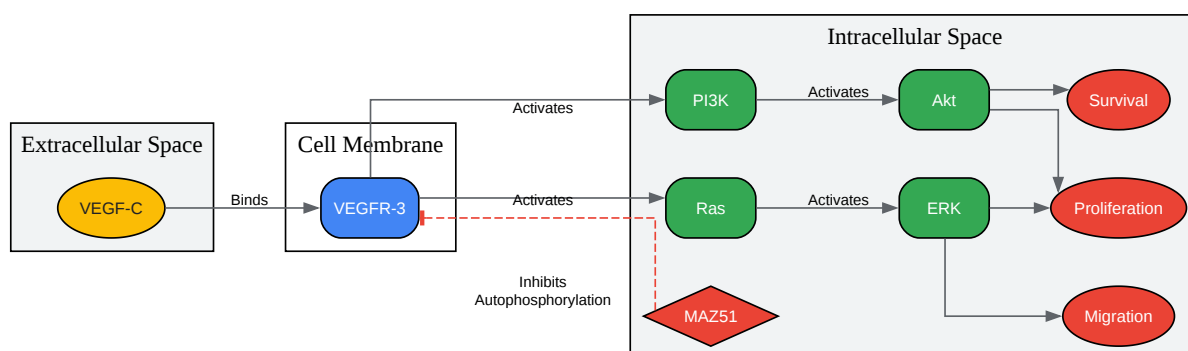 Intracellular Space
PI3K
Activates
Akt
Survival
Activates
Extracellular Space
Cell Membrane
VEGF-C
Binds
VEGFR-3
Activates
Ras
Activates
ERK
Proliferation
Inhibits
Autophosphorylation
MAZ51
Migration